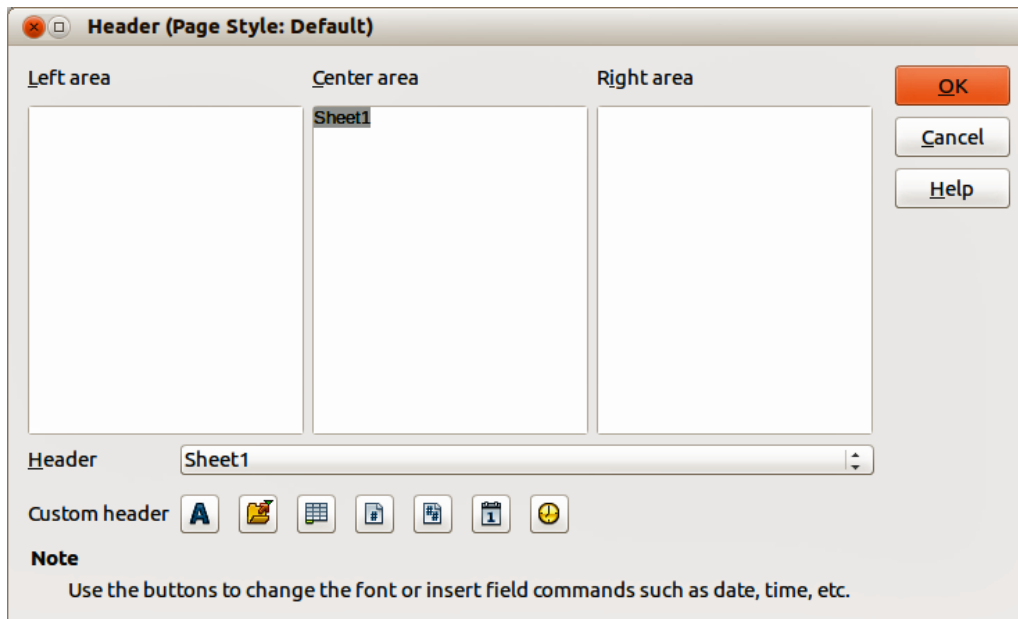 Header (Page Style: Default)
Left area
Center area
Right area
OK
Sheet1
Cancel
Help
Header
Sheet1
Custom header
A
#
#
#
1
Note
Use the buttons to change the font or insert field commands such as date, time, etc.